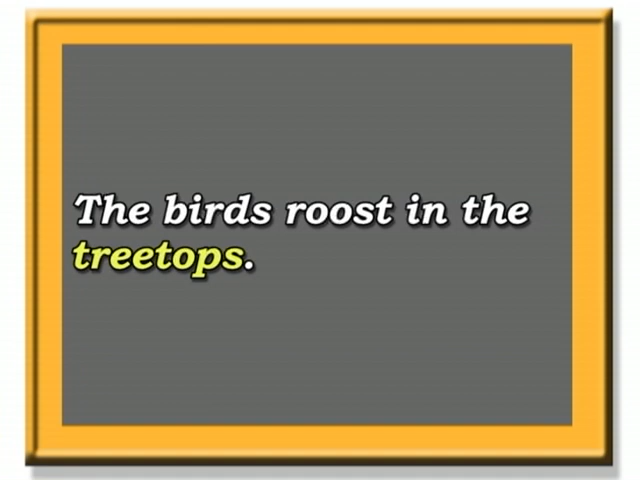 The birds roost in the
treetops.